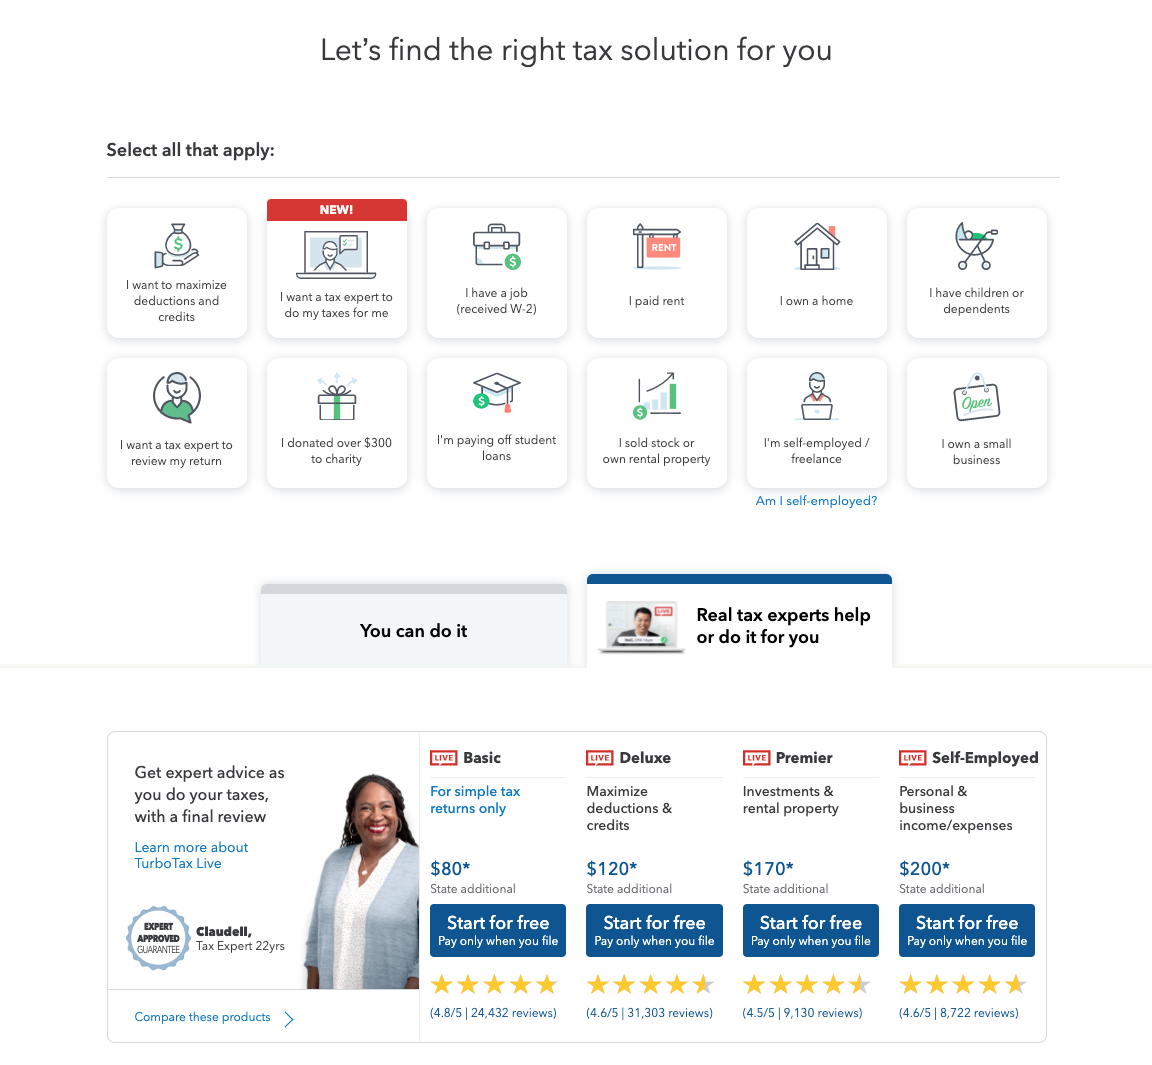 Let's find the right tax solution for you
Select all that apply:
$
I want to maximize
deductions and
credits
NEW!
I want a tax expert to
do my taxes for me
$
I have a job
(received W-2)
RENT
I paid rent
I own a home
I have children or
dependents
I want a tax expert to
review my return
I donated over $300
to charity
$
I'm paying off student
loans
$
I sold stock or
own rental property
I'm self-employed /
freelance
Am I self-employed?
Open
I own a small
business
You can do it
LIVE
Real tax experts help
or do it for you
Get expert advice as
you do your taxes,
with a final review
Learn more about
TurboTax Live
EXPERT
APPROVED
GUARANTEE
Claudell,
Tax Expert 22yrs
Compare these products
LIVE Basic
For simple tax
returns only
$80*
State additional
Start for free
Pay only when you file
(4.8/5 | 24,432 reviews)
LIVE Deluxe
Maximize
deductions &
credits
$120*
State additional
Start for free
Pay only when you file
(4.6/5 | 31,303 reviews)
LIVE Premier
Investments &
rental property
$170*
State additional
Start for free
Pay only when you file
(4.5/5 | 9,130 reviews)
LIVE Self-Employed
Personal &
business
income/expenses
$200*
State additional
Start for free
Pay only when you file
(4.6/5 | 8,722 reviews)